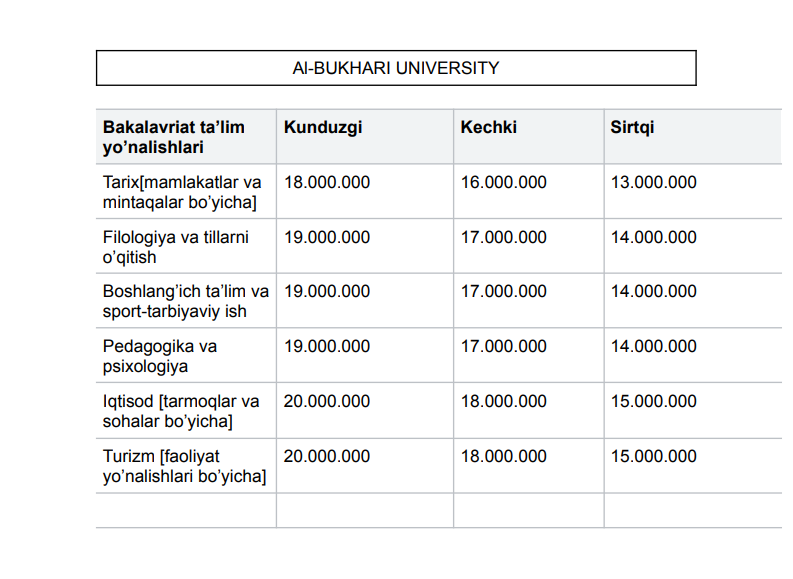 Al-BUKHARI UNIVERSITY
Bakalavriat ta’lim yo’nalishlari Kunduzgi Kechki Sirtqi
Tarix[mamlakatlar va mintaqalar bo’yicha] 18.000.000 16.000.000 13.000.000
Filologiya va tillarni o’qitish 19.000.000 17.000.000 14.000.000
Boshlang’ich ta’lim va sport-tarbiyaviy ish 19.000.000 17.000.000 14.000.000
Pedagogika va psixologiya 19.000.000 17.000.000 14.000.000
Iqtisod [tarmoqlar va sohalar bo’yicha] 20.000.000 18.000.000 15.000.000
Turizm [faoliyat yo’nalishlari bo’yicha] 20.000.000 18.000.000 15.000.000